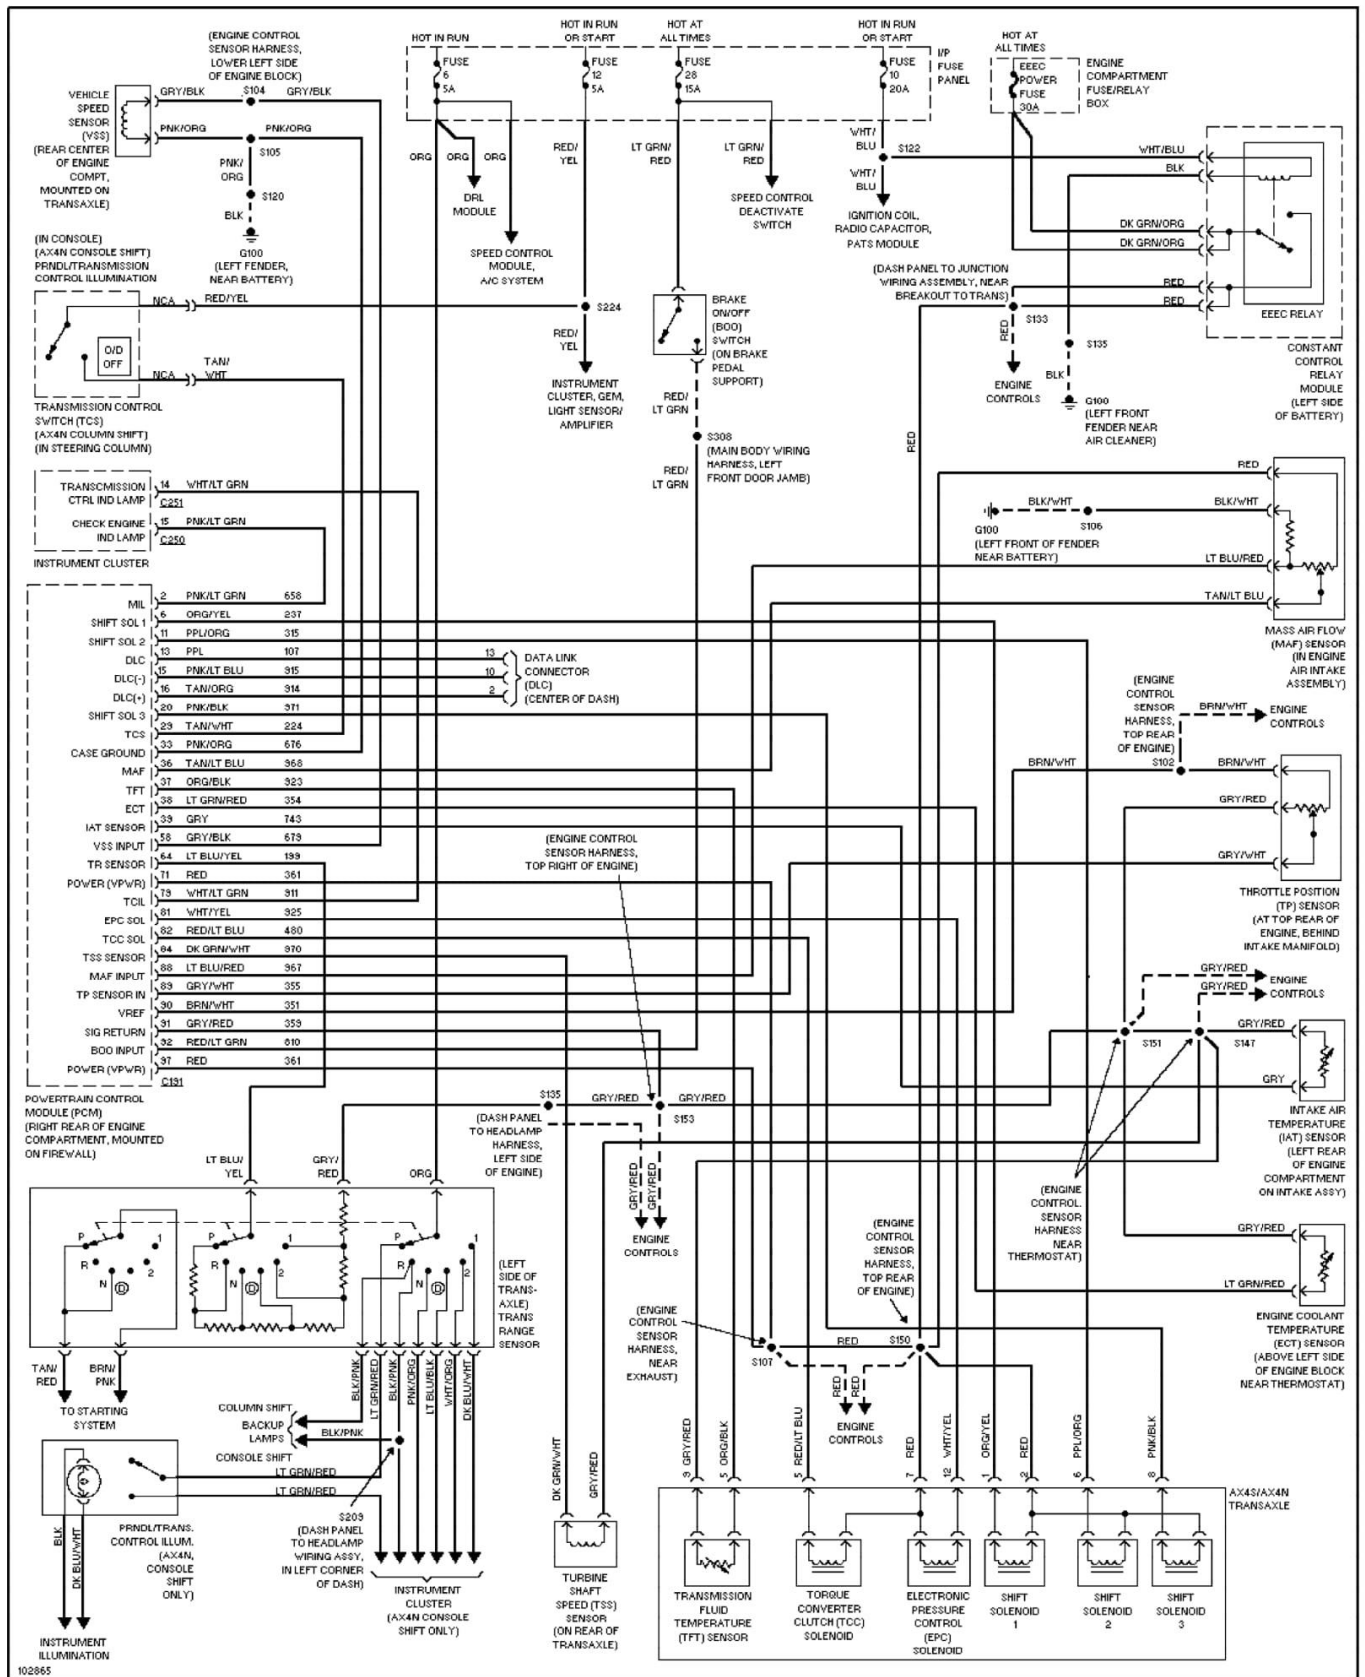 (ENGINE CONTROL
SENSOR HARNESS,
LOWER LEFT SIDE
OF ENGINE BLOCK)
GRY/BLK
S104
GRY/BLK
VEHICLE
SPEED
SENSOR
(VSS)
(REAR CENTER
OF ENGINE
COMPT,
MOUNTED ON
TRANSAXLE)
PNK/ORG
PNK/ORG
S105
PNK/
ORG
S120
BLK
G100
(LEFT FENDER,
NEAR BATTERY)
HOT IN RUN
FUSE
6
5A
HOT IN RUN
OR START
FUSE
12
5A
HOT AT
ALL TIMES
FUSE
28
15A
HOT IN RUN
OR START
FUSE
10
20A
I/P
FUSE
PANEL
HOT AT
ALL TIMES
EEEC
POWER
FUSE
30A
ENGINE
COMPARTMENT
FUSE/RELAY
BOX
ORG
ORG
ORG
DRL
MODULE
SPEED CONTROL
MODULE,
A/C SYSTEM
RED/
YEL
LT GRN/
RED
LT GRN/
RED
SPEED CONTROL
DEACTIVATE
SWITCH
WHT/
BLU
S122
WHT/
BLU
IGNITION COIL,
RADIO CAPACITOR,
PATS MODULE
WHT/BLU
BLK
DK GRN/ORG
DK GRN/ORG
RED
RED
EEEC RELAY
CONSTANT
CONTROL
RELAY
MODULE
(LEFT SIDE
OF BATTERY)
(DASH PANEL TO JUNCTION
WIRING ASSEMBLY, NEAR
BREAKOUT TO TRANS)
S133
RED
ENGINE
CONTROLS
S135
BLK
G100
(LEFT FRONT
FENDER NEAR
AIR CLEANER)
RED
(IN CONSOLE)
(AX4N CONSOLE SHIFT)
PRNDL/TRANSMISSION
CONTROL ILLUMINATION
NCA
RED/YEL
O/D
OFF
NCA
TAN/
WHT
TRANSMISSION CONTROL
SWITCH (TCS)
(AX4N COLUMN SHIFT)
(IN STEERING COLUMN)
S224
RED/
YEL
INSTRUMENT
CLUSTER, GEM,
LIGHT SENSOR/
AMPLIFIER
BRAKE
ON/OFF
(BOO)
SWITCH
(ON BRAKE
PEDAL
SUPPORT)
RED/
LT GRN
S308
(MAIN BODY WIRING
HARNESS, LEFT
FRONT DOOR JAMB)
RED/
LT GRN
TRANSCMISSION
CTRL IND LAMP
14
WHT/LT GRN
C251
CHECK ENGINE
IND LAMP
15
PNK/LT GRN
C250
INSTRUMENT CLUSTER
RED
BLK/WHT
BLK/WHT
S106
G100
(LEFT FRONT OF FENDER
NEAR BATTERY)
LT BLU/RED
TAN/LT BLU
MASS AIR FLOW
(MAF) SENSOR
(IN ENGINE
AIR INTAKE
ASSEMBLY)
MIL 2 PNK/LT GRN 658
SHIFT SOL 1 6 ORG/YEL 237
SHIFT SOL 2 11 PPL/ORG 315
DLC 13 PPL 107
DLC(-) 15 PNK/LT BLU 915
DLC(+) 16 TAN/ORG 914
SHIFT SOL 3 20 PNK/BLK 971
TCS 29 TAN/WHT 224
CASE GROUND 33 PNK/ORG 676
MAF 36 TAN/LT BLU 968
TFT 37 ORG/BLK 923
ECT 38 LT GRN/RED 354
IAT SENSOR 39 GRY 743
VSS INPUT 58 GRY/BLK 679
TR SENSOR 64 LT BLU/YEL 199
POWER (VPWR) 71 RED 361
TCIL 79 WHT/LT GRN 911
EPC SOL 81 WHT/YEL 925
TCC SOL 82 RED/LT BLU 480
TSS SENSOR 84 DK GRN/WHT 970
MAF INPUT 88 LT BLU/RED 967
TP SENSOR IN 89 GRY/WHT 355
VREF 90 BRN/WHT 351
SIG RETURN 91 GRY/RED 359
BOO INPUT 92 RED/LT GRN 810
POWER (VPWR) 97 RED 361
C191
POWERTRAIN CONTROL
MODULE (PCM)
(RIGHT REAR OF ENGINE
COMPARTMENT, MOUNTED
ON FIREWALL)
13
10
2
DATA LINK
CONNECTOR
(DLC)
(CENTER OF DASH)
(ENGINE
CONTROL
SENSOR
HARNESS,
TOP REAR
OF ENGINE)
BRN/WHT
ENGINE
CONTROLS
BRN/WHT
S102
BRN/WHT
GRY/RED
GRY/WHT
THROTTLE POSITION
(TP) SENSOR
(AT TOP REAR OF
ENGINE, BEHIND
INTAKE MANIFOLD)
(ENGINE CONTROL
SENSOR HARNESS,
TOP RIGHT OF ENGINE)
GRY/RED
GRY/RED
ENGINE
CONTROLS
S151
S147
GRY/RED
GRY
INTAKE AIR
TEMPERATURE
(IAT) SENSOR
(LEFT REAR
OF ENGINE
COMPARTMENT
ON INTAKE ASSY)
S135
GRY/RED
S153
GRY/RED
(DASH PANEL
TO HEADLAMP
HARNESS,
LEFT SIDE
OF ENGINE)
GRY/RED
GRY/RED
ENGINE
CONTROLS
(ENGINE
CONTROL.
SENSOR
HARNESS
NEAR
THERMOSTAT)
GRY/RED
LT GRN/RED
ENGINE COOLANT
TEMPERATURE
(ECT) SENSOR
(ABOVE LEFT SIDE
OF ENGINE BLOCK
NEAR THERMOSTAT)
(ENGINE
CONTROL
SENSOR
HARNESS,
TOP REAR
OF ENGINE)
(ENGINE
CONTROL
SENSOR
HARNESS,
NEAR
EXHAUST)
S107
RED
S150
RED
RED
ENGINE
CONTROLS
LT BLU/
YEL
GRY/
RED
ORG
P
R
N
D
2
1
P
R
N
D
2
1
P
R
N
D
2
1
(LEFT
SIDE OF
TRANS-
AXLE)
TRANS
RANGE
SENSOR
TAN/
RED
BRN/
PNK
TO STARTING
SYSTEM
BLK/PNK
LT GRN/RED
BLK/PNK
PNK/ORG
LT BLU/BLK
WHT/ORG
DK BLU/WHT
COLUMN SHIFT
BACKUP
LAMPS
BLK/PNK
CONSOLE SHIFT
LT GRN/RED
LT GRN/RED
S209
(DASH PANEL
TO HEADLAMP
WIRING ASSY,
IN LEFT CORNER
OF DASH)
PRNDL/TRANS.
CONTROL ILLUM.
(AX4N,
CONSOLE
SHIFT
ONLY)
BLK
DK BLU/WHT
INSTRUMENT
ILLUMINATION
INSTRUMENT
CLUSTER
(AX4N CONSOLE
SHIFT ONLY)
DK GRN/WHT
GRY/RED
TURBINE
SHAFT
SPEED (TSS)
SENSOR
(ON REAR OF
TRANSAXLE)
9 GRY/RED
5 ORG/BLK
5 RED/LT BLU
7 RED
12 WHT/YEL
1 ORG/YEL
2 RED
6 PPL/ORG
8 PNK/BLK
AX4S/AX4N
TRANSAXLE
TRANSMISSION
FLUID
TEMPERATURE
(TFT) SENSOR
TORQUE
CONVERTER
CLUTCH (TCC)
SOLENOID
ELECTRONIC
PRESSURE
CONTROL
(EPC)
SOLENOID
SHIFT
SOLENOID
1
SHIFT
SOLENOID
2
SHIFT
SOLENOID
3
102865